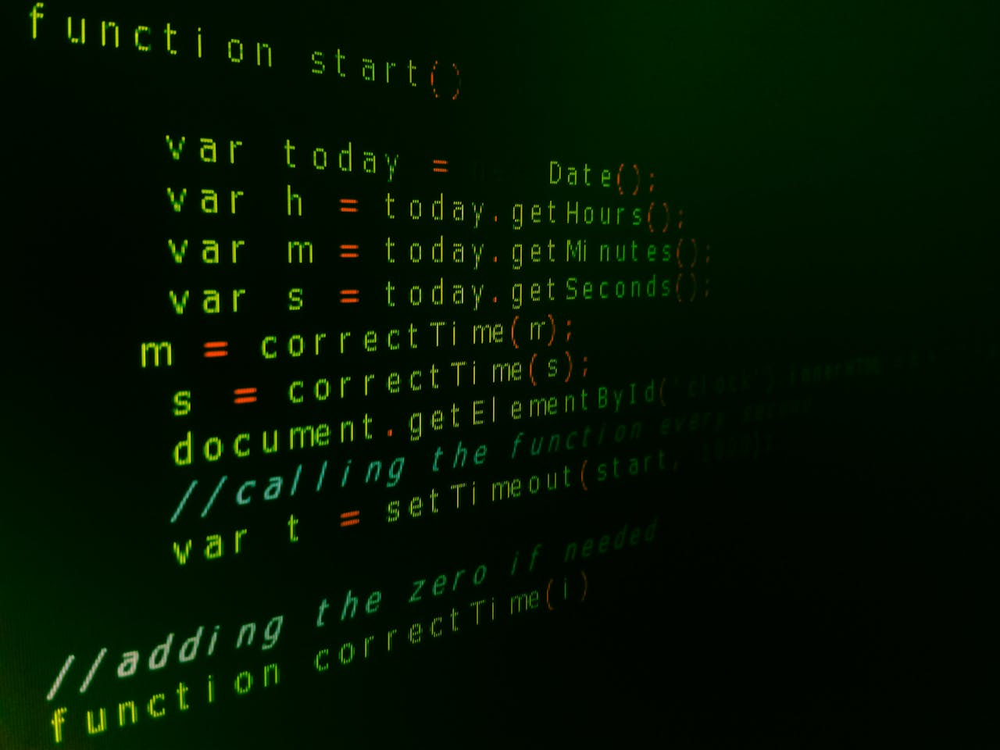 function start()
var today = new Date();
var h = today.getHours();
var m = today.getMinutes();
var s = today.getSeconds();
m = correctTime(m);
s = correctTime(s);
document.getElementById("clock").innerHTML
//calling the function every second
var t = setTimeout(start, 1000);
//adding the zero if needed
function correctTime(i)